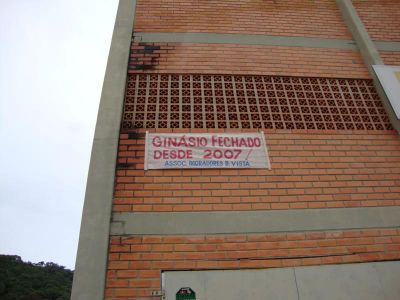 GINÁSIO FECHADO
DESDE 2007/
ASSOC. MORADORES B. VISTA